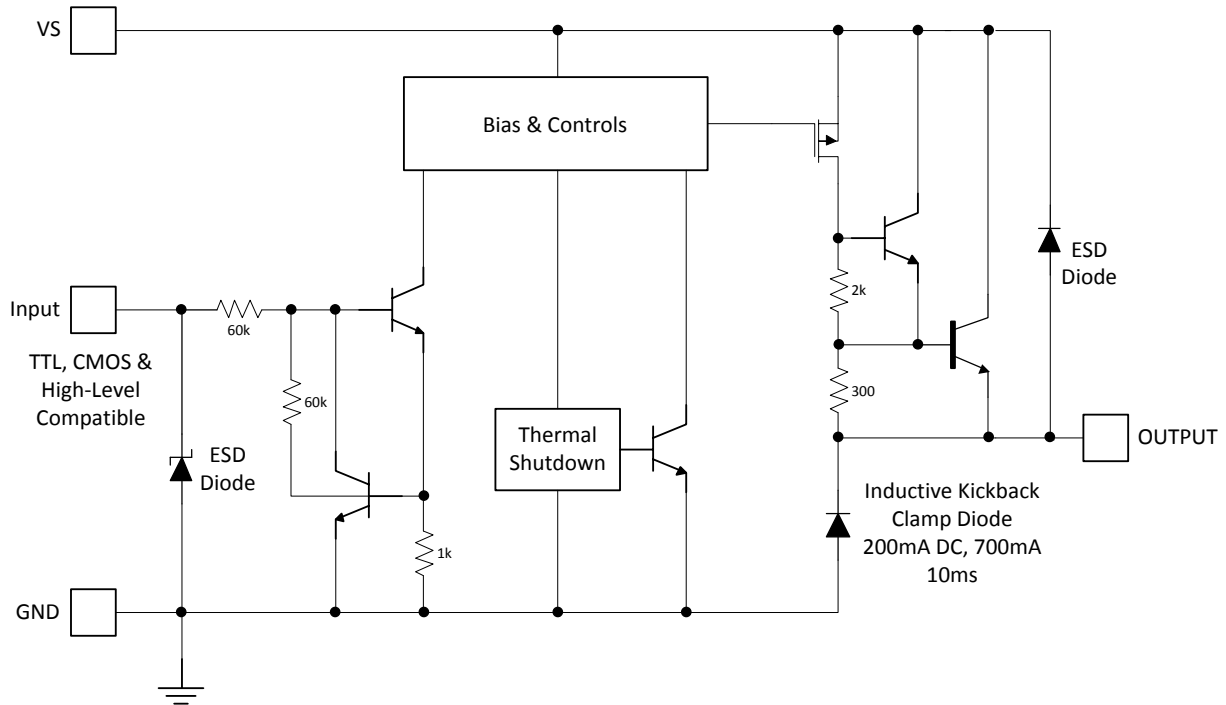 VS
Bias & Controls
Input
60k
TTL, CMOS &
High-Level
Compatible
60k
ESD
Diode
1k
Thermal
Shutdown
2k
300
ESD
Diode
OUTPUT
Inductive Kickback
Clamp Diode
200mA DC, 700mA
10ms
GND